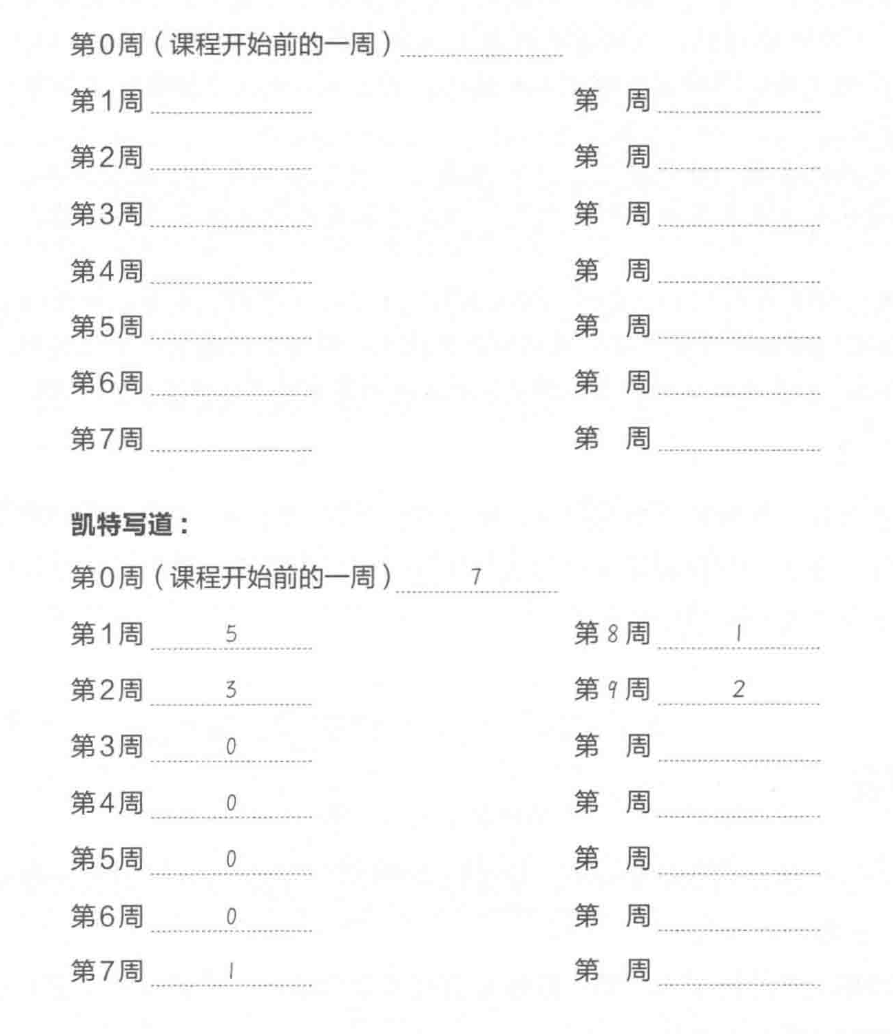 第0周（课程开始前的一周）
第1周 第 周
第2周 第 周
第3周 第 周
第4周 第 周
第5周 第 周
第6周 第 周
第7周 第 周
凯特写道：
第0周（课程开始前的一周） 7
第1周 5 第8周 1
第2周 3 第9周 2
第3周 0 第 周
第4周 0 第 周
第5周 0 第 周
第6周 0 第 周
第7周 1 第 周